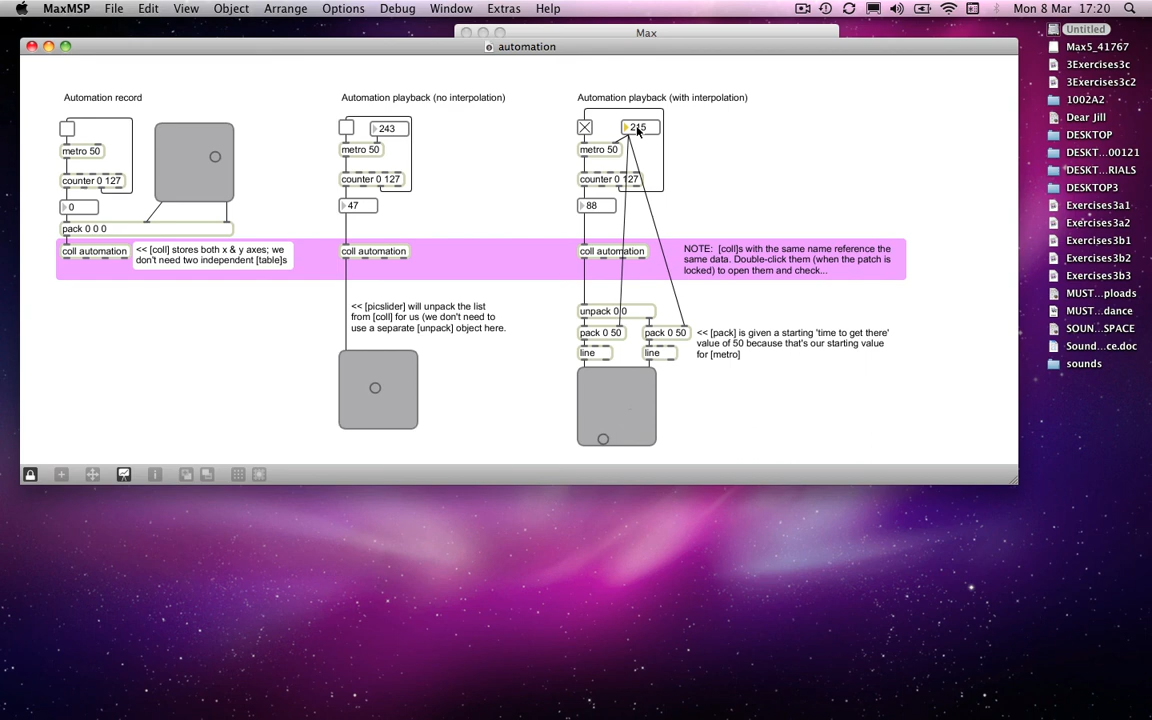 MaxMSP File Edit View Object Arrange Options Debug Window Extras Help Mon 8 Mar 17:20
Max
automation
Automation record
Automation playback (no interpolation)
Automation playback (with interpolation)
243
215
metro 50
metro 50
metro 50
counter 0 127
counter 0 127
counter 0 127
0
47
88
pack 0 0 0
coll automation
<< [coll] stores both x & y axes; we
don't need two independent [table]s
coll automation
coll automation
NOTE: [coll]s with the same name reference the
same data. Double-click them (when the patch is
locked) to open them and check...
<< [picslider] will unpack the list
from [coll] for us (we don't need to
use a separate [unpack] object here.
unpack 0 0
pack 0 50
pack 0 50
<< [pack] is given a starting 'time to get there'
value of 50 because that's our starting value
for [metro]
line
line
Untitled
Max5_41767
3Exercises3c
3Exercises3c2
1002A2
Dear Jill
DESKTOP
DESKT...00121
DESKT...RIALS
DESKTOP3
Exercises3a1
Exercises3a2
Exercises3b1
Exercises3b2
Exercises3b3
MUST...ploads
MUST...dance
SOUN...SPACE
Sound...ce.doc
sounds